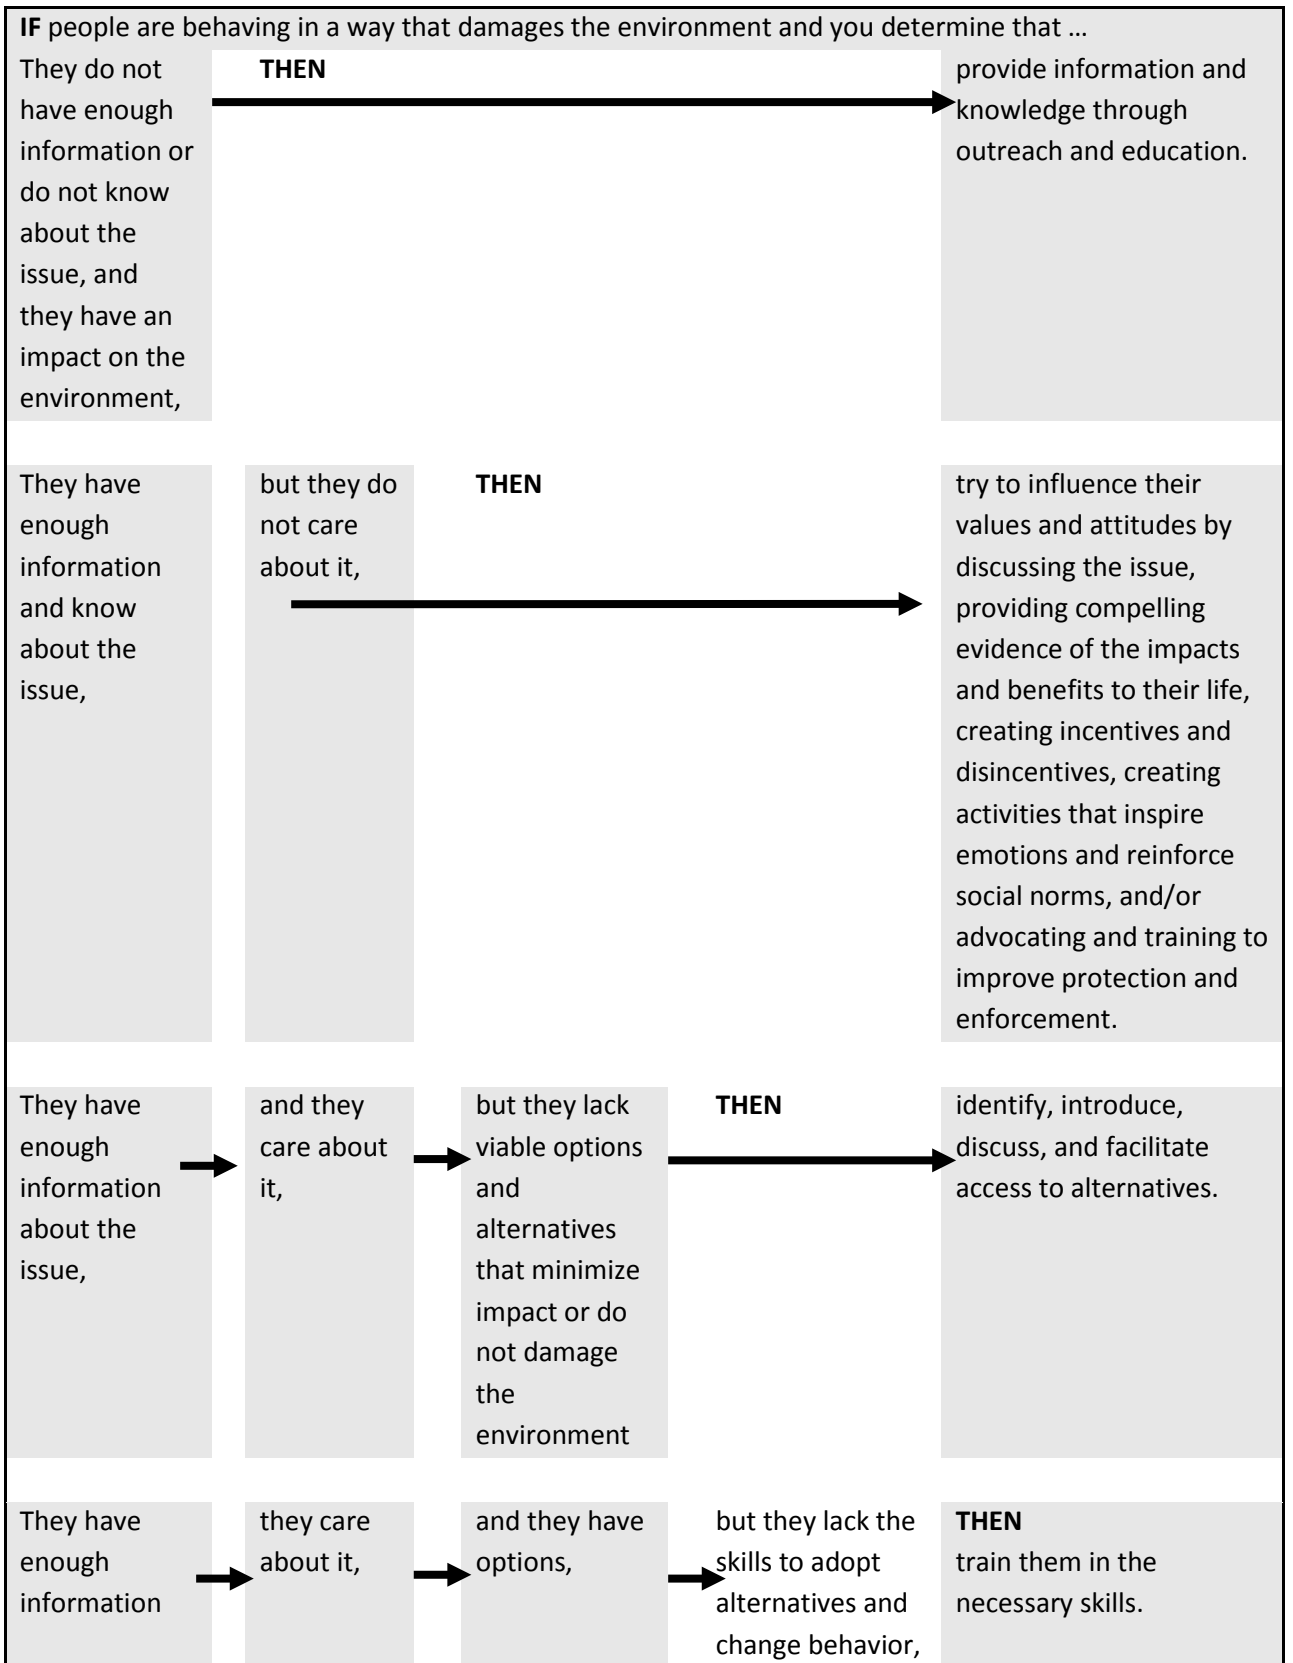 IF people are behaving in a way that damages the environment and you determine that …
They do not
have enough
information or
do not know
about the
issue, and
they have an
impact on the
environment,
THEN
provide information and
knowledge through
outreach and education.
They have
enough
information
and know
about the
issue,
but they do
not care
about it,
THEN
try to influence their
values and attitudes by
discussing the issue,
providing compelling
evidence of the impacts
and benefits to their life,
creating incentives and
disincentives, creating
activities that inspire
emotions and reinforce
social norms, and/or
advocating and training to
improve protection and
enforcement.
They have
enough
information
about the
issue,
and they
care about
it,
but they lack
viable options
and
alternatives
that minimize
impact or do
not damage
the
environment
THEN
identify, introduce,
discuss, and facilitate
access to alternatives.
They have
enough
information
they care
about it,
and they have
options,
but they lack the
skills to adopt
alternatives and
change behavior,
THEN
train them in the
necessary skills.